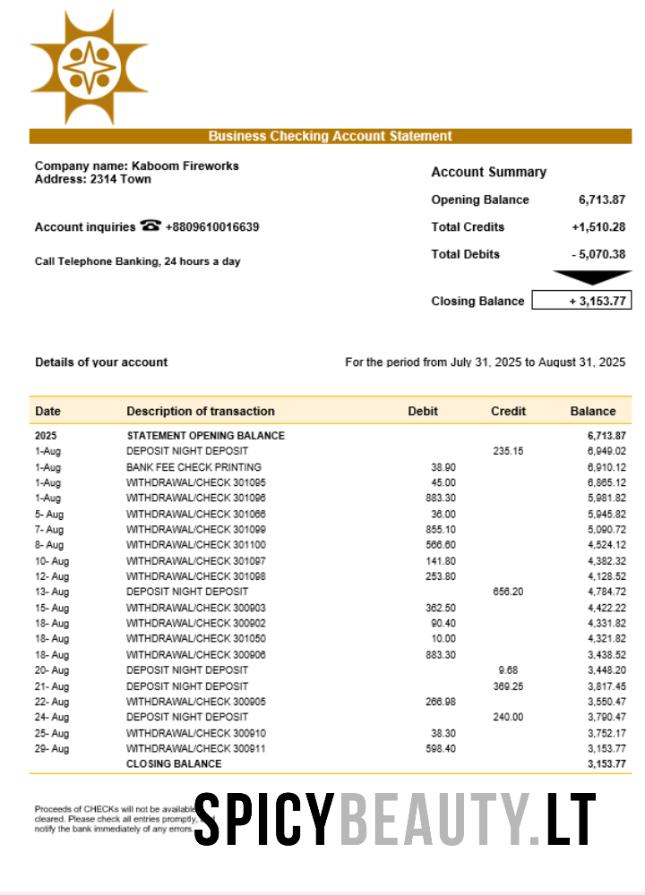 Business Checking Account Statement
Company name: Kaboom Fireworks
Address: 2314 Town
Account inquiries ☎ +8809610016639
Call Telephone Banking, 24 hours a day
Account Summary
Opening Balance 6,713.87
Total Credits +1,510.28
Total Debits - 5,070.38
Closing Balance + 3,153.77
Details of your account For the period from July 31, 2025 to August 31, 2025
Date Description of transaction Debit Credit Balance
2025 STATEMENT OPENING BALANCE 6,713.87
1-Aug DEPOSIT NIGHT DEPOSIT 235.15 6,949.02
1-Aug BANK FEE CHECK PRINTING 38.90 6,910.12
1-Aug WITHDRAWAL/CHECK 301095 45.00 6,865.12
1-Aug WITHDRAWAL/CHECK 301096 883.30 5,981.82
5- Aug WITHDRAWAL/CHECK 301066 36.00 5,945.82
7- Aug WITHDRAWAL/CHECK 301099 855.10 5,090.72
8- Aug WITHDRAWAL/CHECK 301100 566.60 4,524.12
10- Aug WITHDRAWAL/CHECK 301097 141.80 4,382.32
12- Aug WITHDRAWAL/CHECK 301098 253.80 4,128.52
13- Aug DEPOSIT NIGHT DEPOSIT 656.20 4,784.72
15- Aug WITHDRAWAL/CHECK 300903 362.50 4,422.22
18- Aug WITHDRAWAL/CHECK 300902 90.40 4,331.82
18- Aug WITHDRAWAL/CHECK 301050 10.00 4,321.82
18- Aug WITHDRAWAL/CHECK 300906 883.30 3,438.52
20- Aug DEPOSIT NIGHT DEPOSIT 9.68 3,448.20
21- Aug DEPOSIT NIGHT DEPOSIT 369.25 3,817.45
22- Aug WITHDRAWAL/CHECK 300905 266.98 3,550.47
24- Aug DEPOSIT NIGHT DEPOSIT 240.00 3,790.47
25- Aug WITHDRAWAL/CHECK 300910 38.30 3,752.17
29- Aug WITHDRAWAL/CHECK 300911 598.40 3,153.77
CLOSING BALANCE 3,153.77
Proceeds of CHECKs will not be available
cleared. Please check all entries promptly,
notify the bank immediately of any errors.
SPICYBEAUTY.LT